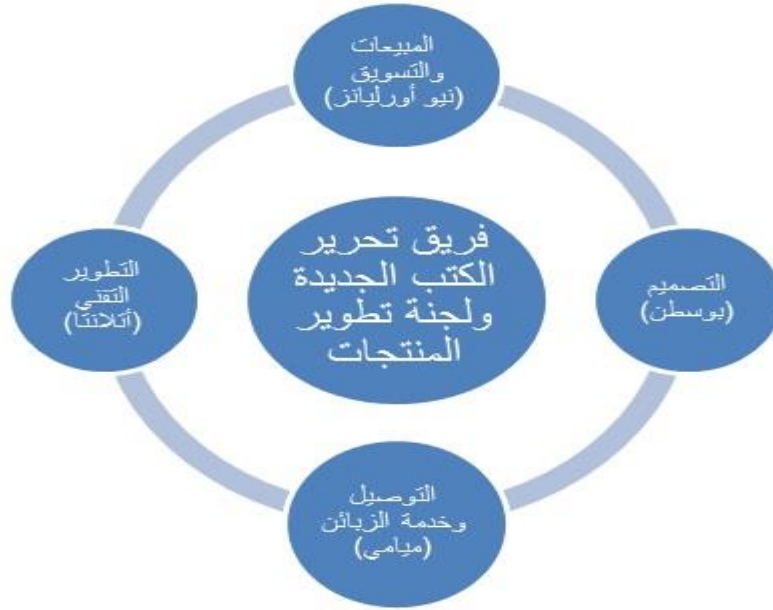 المبيعات
والتسويق
(نيو أورليانز)
فريق تحرير
الكتب الجديدة
ولجنة تطوير
المنتجات
التصميم
(بوسطن)
التوصيل
وخدمة الزبائن
(ميامي)
التطوير
التقني
(أتلانتا)